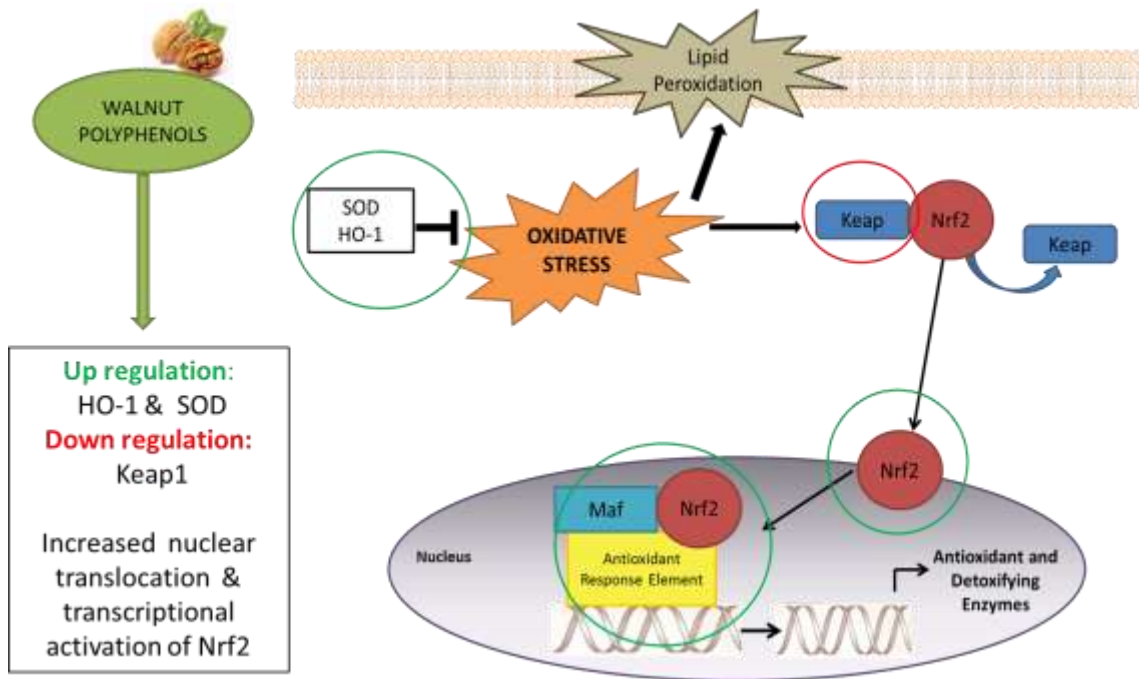 WALNUT
POLYPHENOLS
Up regulation:
HO-1 & SOD
Down regulation:
Keap1
Increased nuclear
translocation &
transcriptional
activation of Nrf2
Lipid
Peroxidation
SOD
HO-1
OXIDATIVE
STRESS
Keap
Nrf2
Keap
Nrf2
Maf
Nrf2
Nucleus
Antioxidant
Response Element
Antioxidant and
Detoxifying
Enzymes